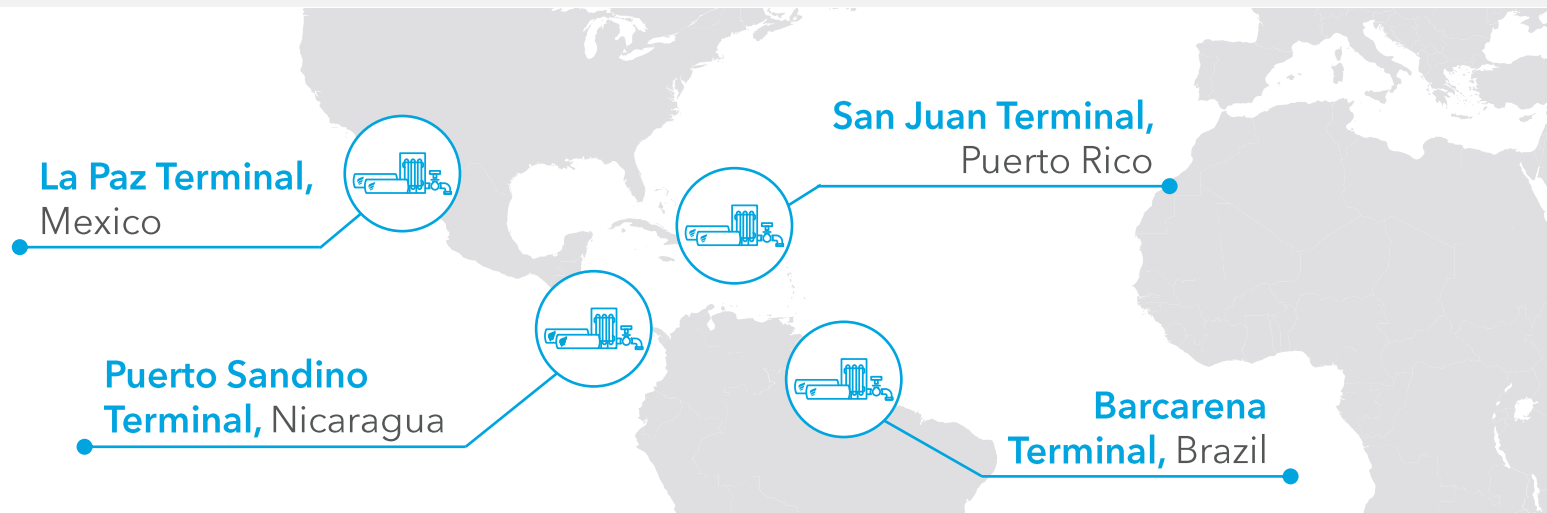 San Juan Terminal,
Puerto Rico
La Paz Terminal,
Mexico
Puerto Sandino
Terminal, Nicaragua
Barcarena
Terminal, Brazil